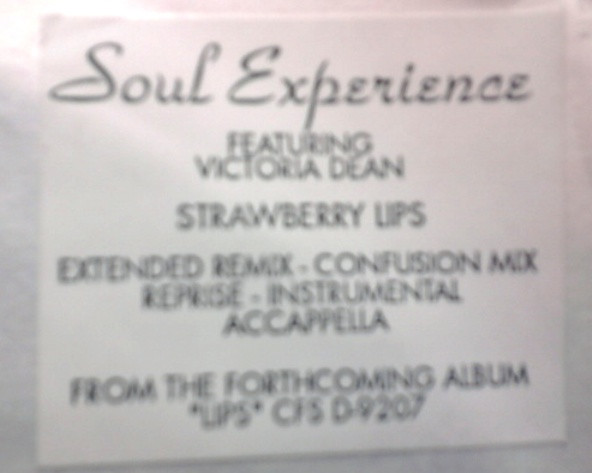 Soul Experience
FEATURING
VICTORIA DEAN
STRAWBERRY LIPS
EXTENDED REMIX - CONFUSION MIX
REPRISE - INSTRUMENTAL
ACCAPPELLA
FROM THE FORTHCOMING ALBUM
"LIPS" CFS D-9207